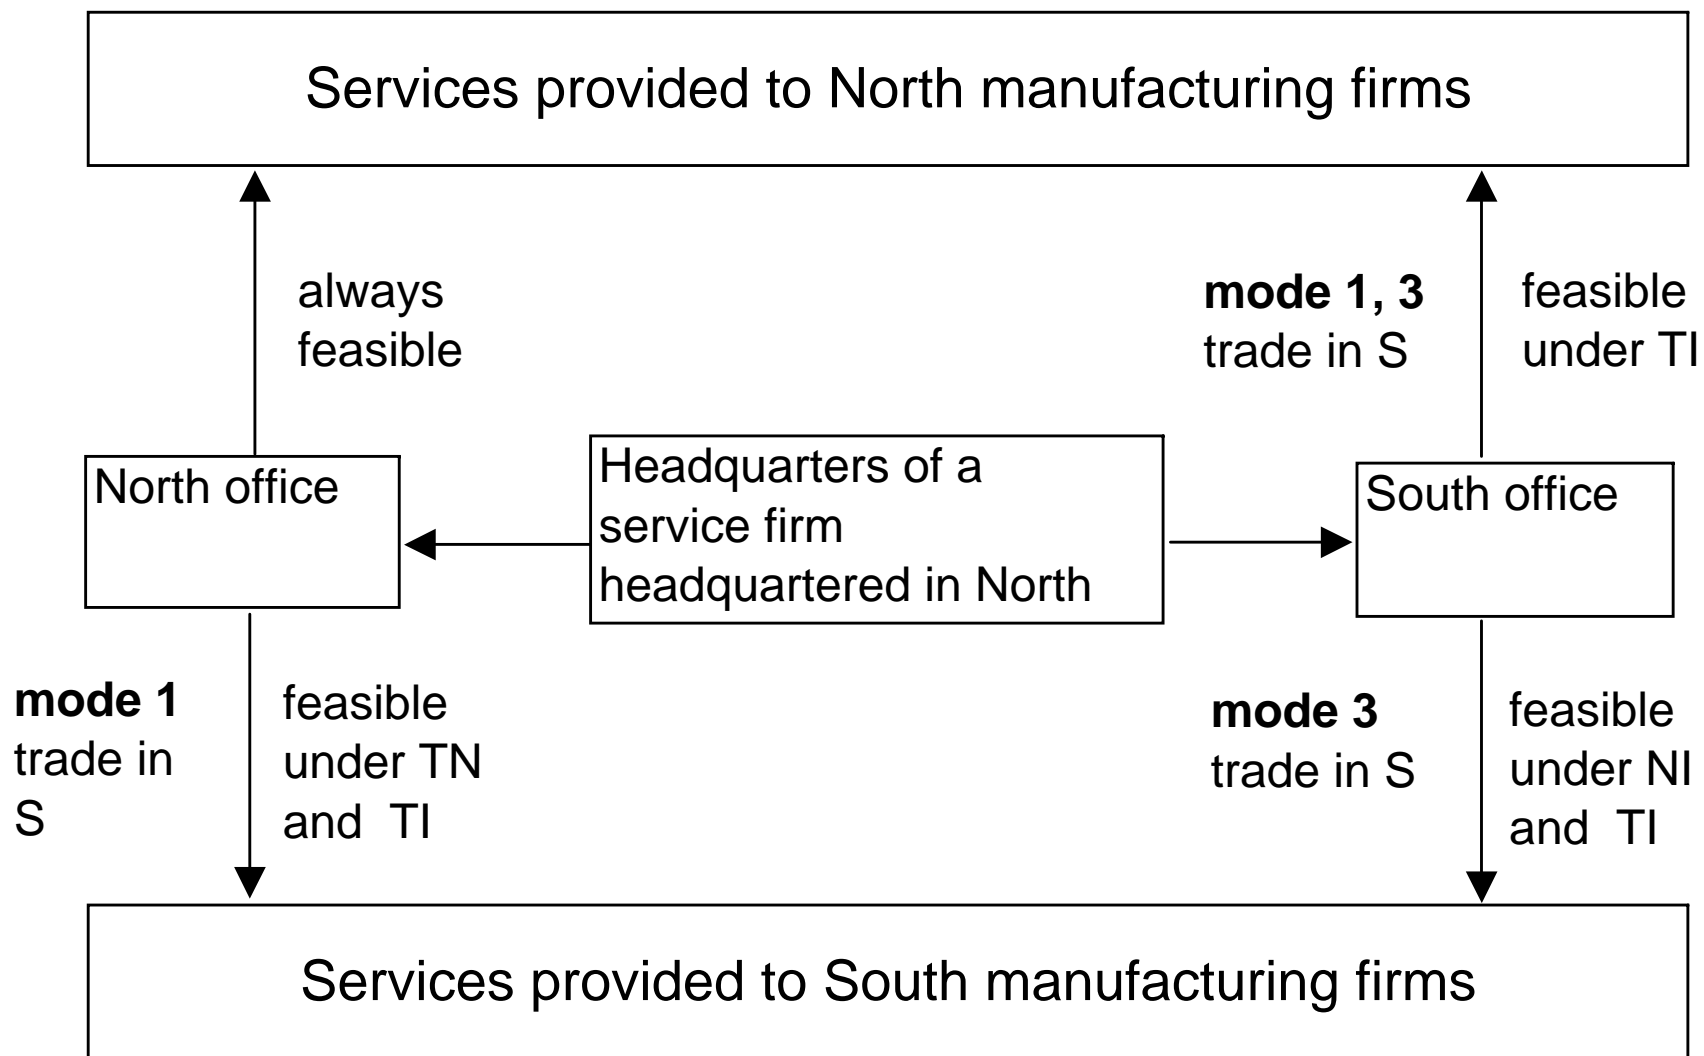 Services provided to North manufacturing firms
always
feasible
mode 1, 3
trade in S
feasible
under TI
North office
Headquarters of a
service firm
headquartered in North
South office
mode 1
trade in
S
feasible
under TN
and TI
mode 3
trade in S
feasible
under NI
and TI
Services provided to South manufacturing firms